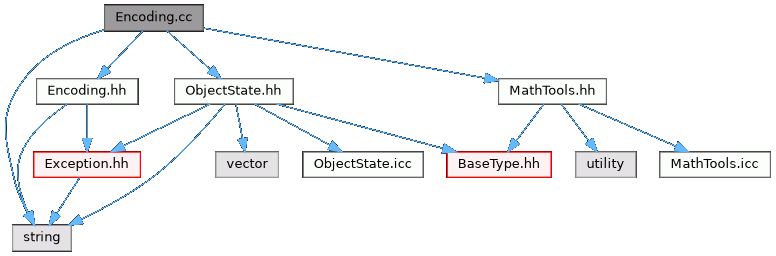 Encoding.cc
Encoding.hh
ObjectState.hh
MathTools.hh
Exception.hh
vector
ObjectState.icc
BaseType.hh
utility
MathTools.icc
string